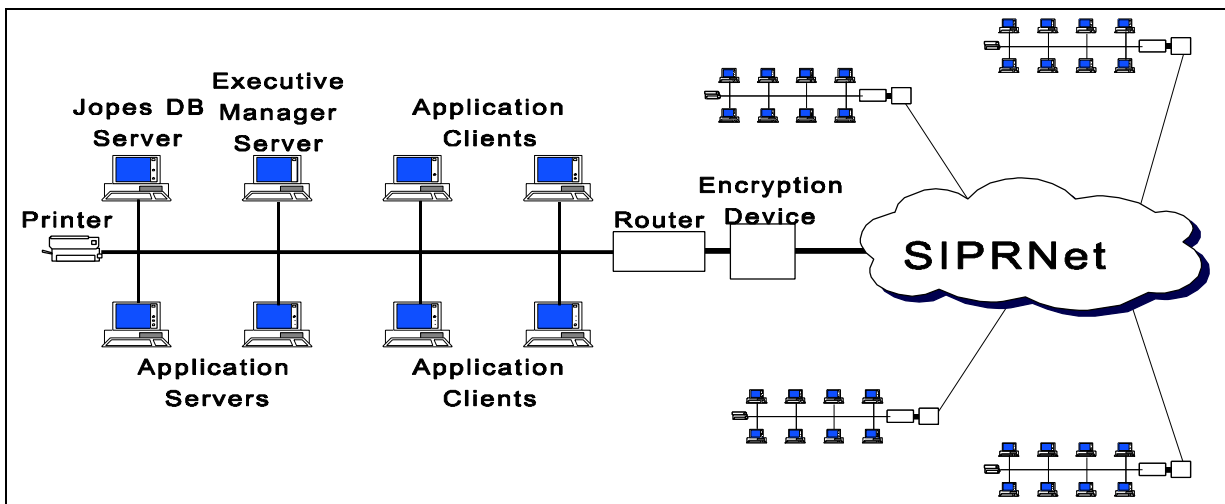 Jopes DB
Server
Executive
Manager
Server
Application
Clients
Printer
Router
Encryption
Device
SIPRNet
Application
Servers
Application
Clients